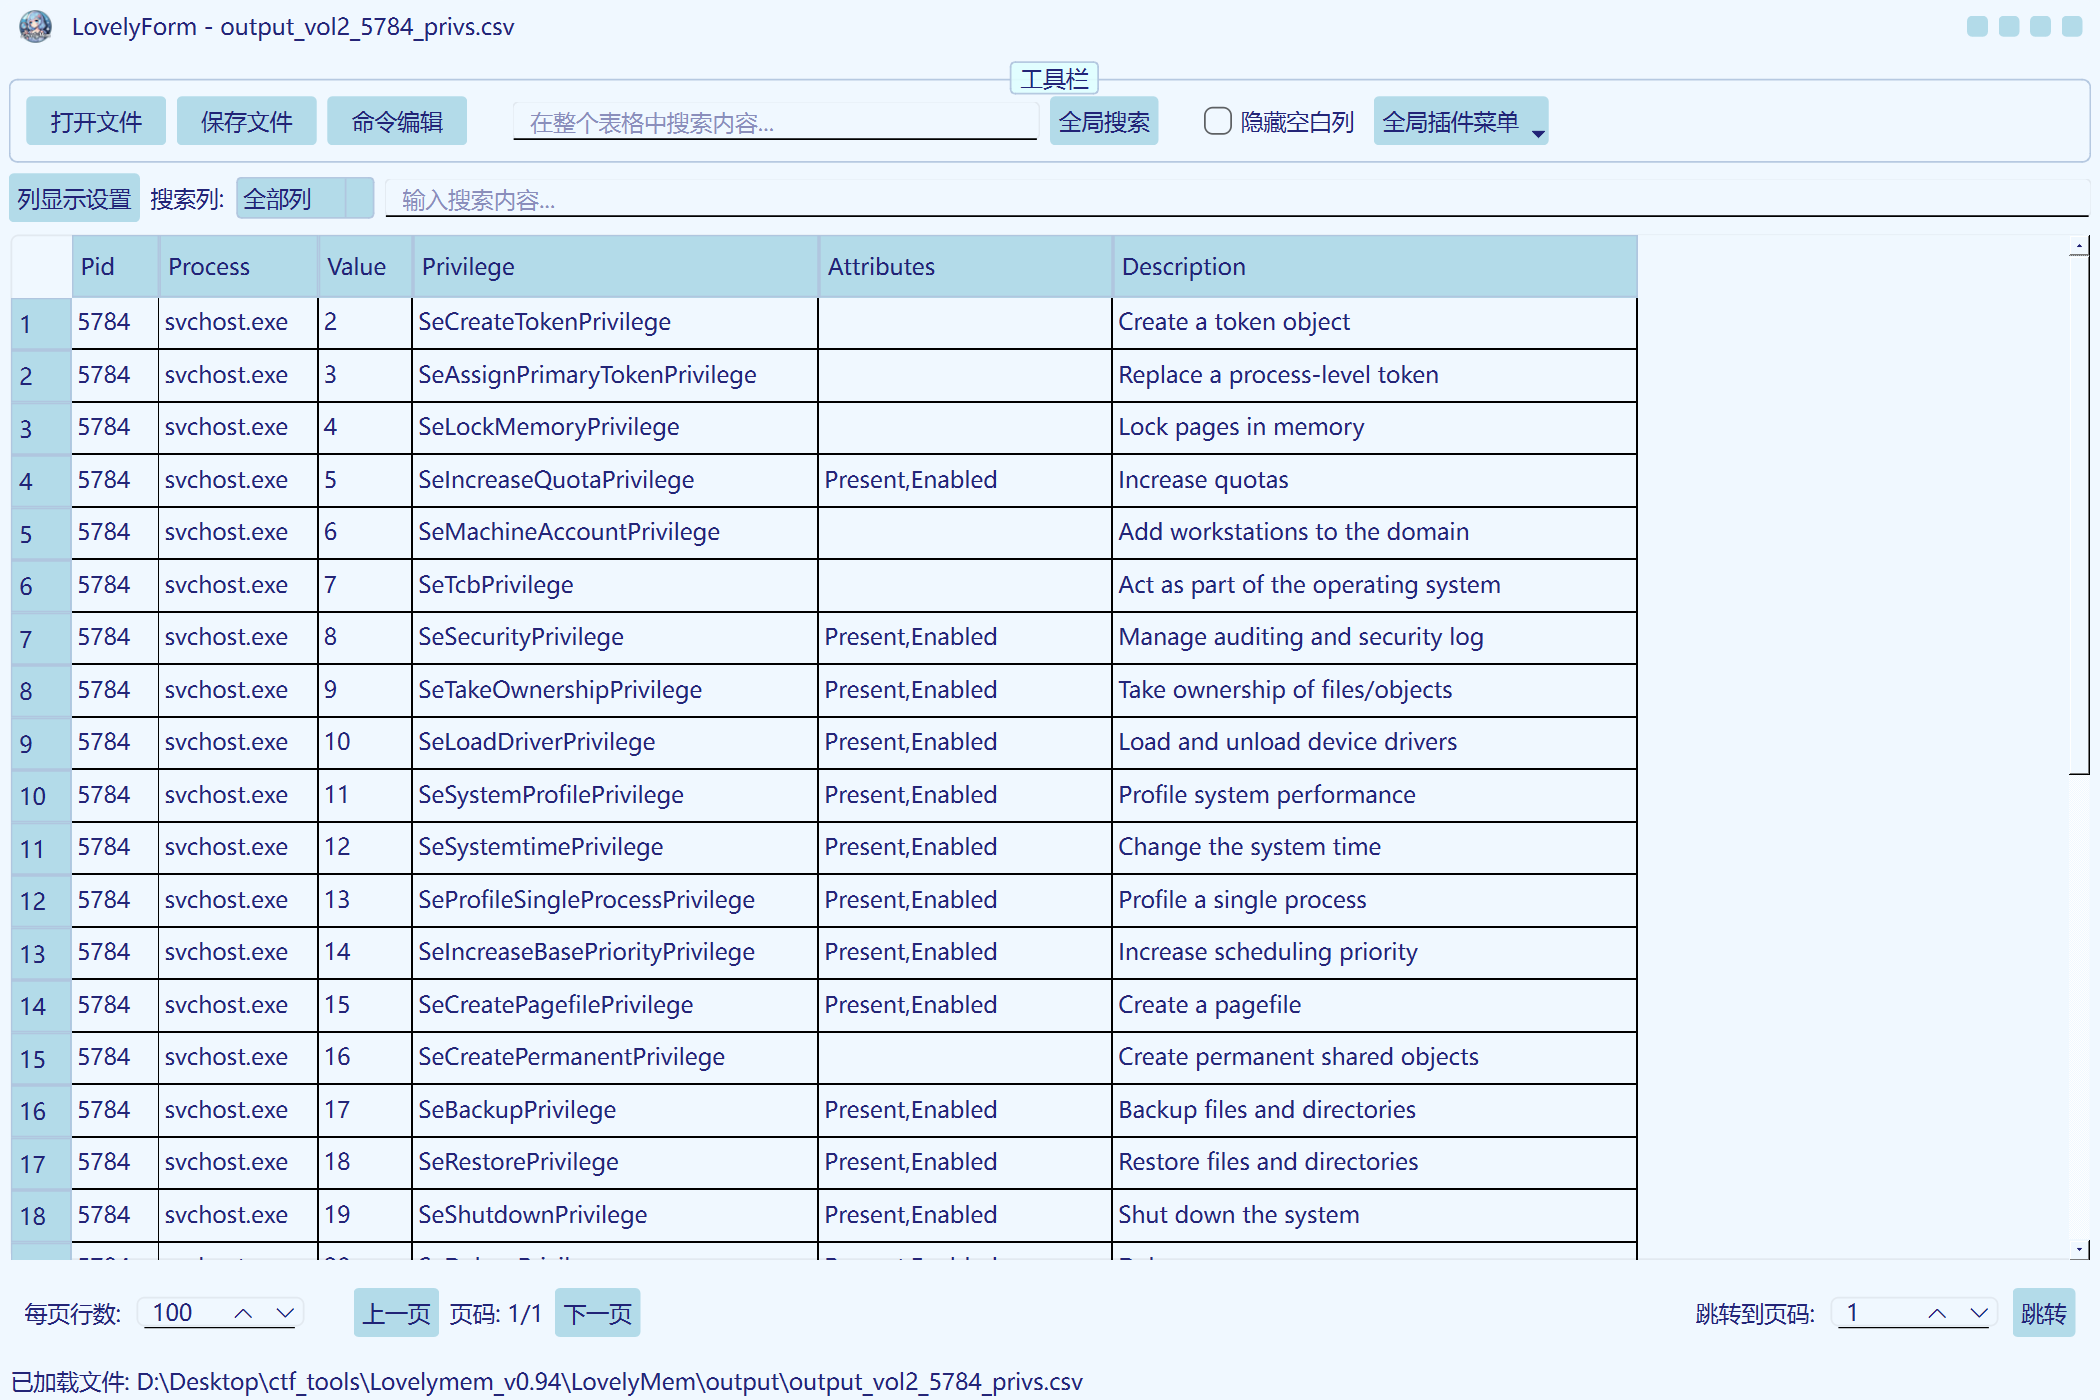 LovelyForm - output_vol2_5784_privs.csv
工具栏
打开文件 保存文件 命令编辑 在整个表格中搜索内容... 全局搜索 隐藏空白列 全局插件菜单
列显示设置 搜索列: 全部列 输入搜索内容...
Pid Process Value Privilege Attributes Description
1 5784 svchost.exe 2 SeCreateTokenPrivilege Create a token object
2 5784 svchost.exe 3 SeAssignPrimaryTokenPrivilege Replace a process-level token
3 5784 svchost.exe 4 SeLockMemoryPrivilege Lock pages in memory
4 5784 svchost.exe 5 SeIncreaseQuotaPrivilege Present,Enabled Increase quotas
5 5784 svchost.exe 6 SeMachineAccountPrivilege Add workstations to the domain
6 5784 svchost.exe 7 SeTcbPrivilege Act as part of the operating system
7 5784 svchost.exe 8 SeSecurityPrivilege Present,Enabled Manage auditing and security log
8 5784 svchost.exe 9 SeTakeOwnershipPrivilege Present,Enabled Take ownership of files/objects
9 5784 svchost.exe 10 SeLoadDriverPrivilege Present,Enabled Load and unload device drivers
10 5784 svchost.exe 11 SeSystemProfilePrivilege Present,Enabled Profile system performance
11 5784 svchost.exe 12 SeSystemtimePrivilege Present,Enabled Change the system time
12 5784 svchost.exe 13 SeProfileSingleProcessPrivilege Present,Enabled Profile a single process
13 5784 svchost.exe 14 SeIncreaseBasePriorityPrivilege Present,Enabled Increase scheduling priority
14 5784 svchost.exe 15 SeCreatePagefilePrivilege Present,Enabled Create a pagefile
15 5784 svchost.exe 16 SeCreatePermanentPrivilege Create permanent shared objects
16 5784 svchost.exe 17 SeBackupPrivilege Present,Enabled Backup files and directories
17 5784 svchost.exe 18 SeRestorePrivilege Present,Enabled Restore files and directories
18 5784 svchost.exe 19 SeShutdownPrivilege Present,Enabled Shut down the system
每页行数: 100 上一页 页码: 1/1 下一页 跳转到页码: 1 跳转
已加载文件: D:\Desktop\ctf_tools\Lovelymem_v0.94\LovelyMem\output\output_vol2_5784_privs.csv